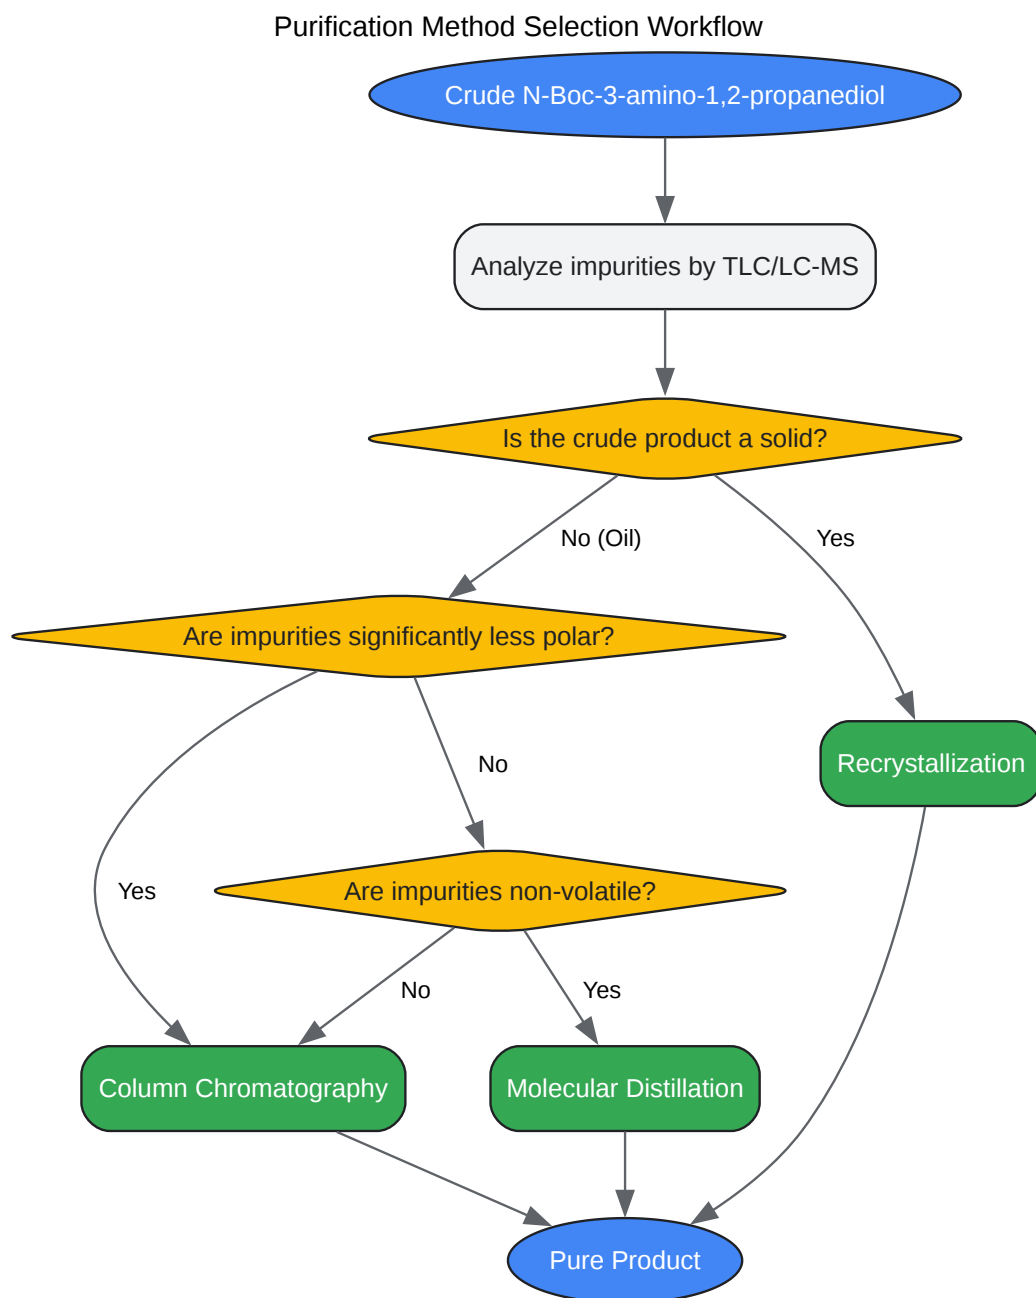 Purification Method Selection Workflow
Crude N-Boc-3-amino-1,2-propanediol
Analyze impurities by TLC/LC-MS
Is the crude product a solid?
No (Oil)
Yes
Are impurities significantly less polar?
Recrystallization
No
Yes
Are impurities non-volatile?
No
Yes
Column Chromatography
Molecular Distillation
Pure Product